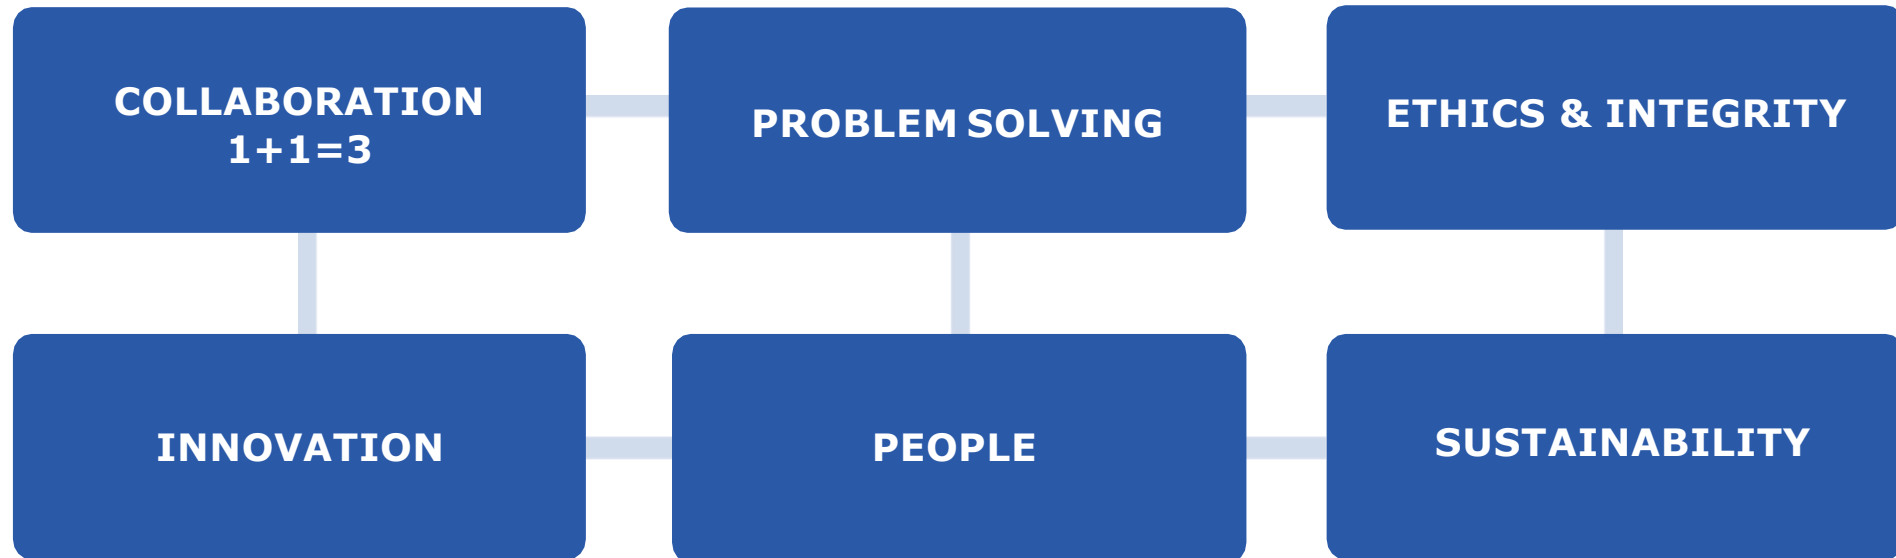 COLLABORATION
1+1=3
PROBLEM SOLVING
ETHICS & INTEGRITY
INNOVATION
PEOPLE
SUSTAINABILITY